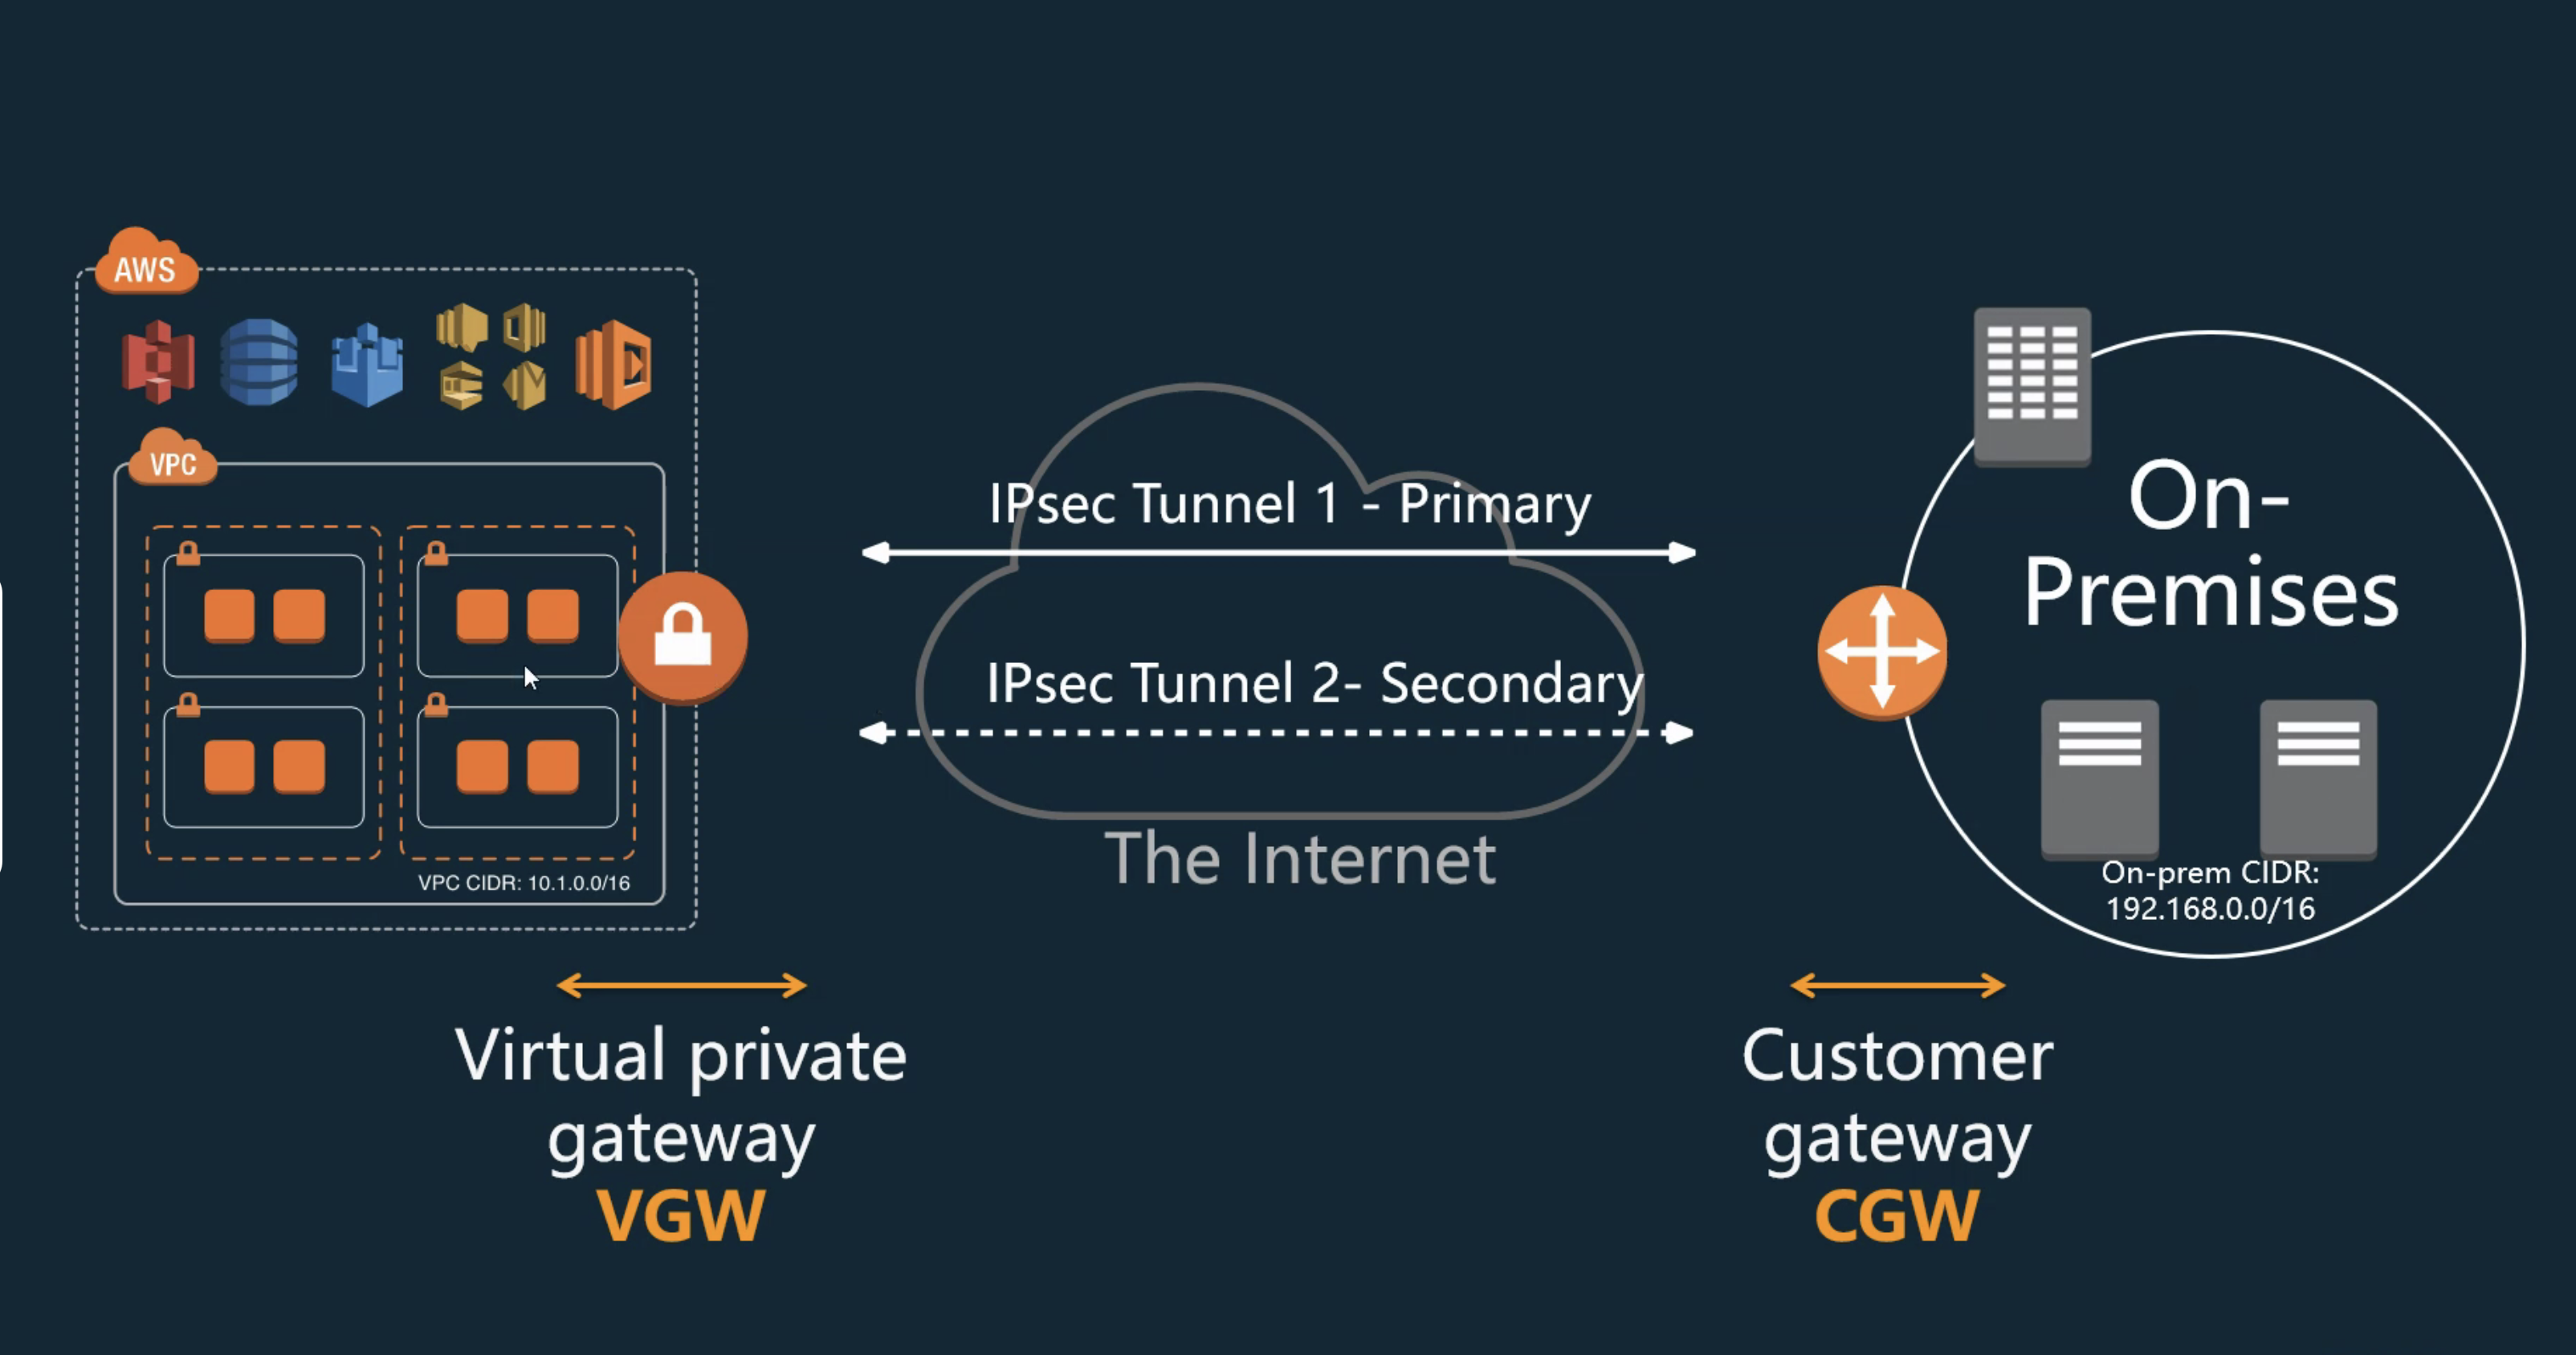 AWS
VPC
VPC CIDR: 10.1.0.0/16
IPsec Tunnel 1 - Primary
IPsec Tunnel 2- Secondary
The Internet
On-
Premises
On-prem CIDR:
192.168.0.0/16
Virtual private
gateway
VGW
Customer
gateway
CGW